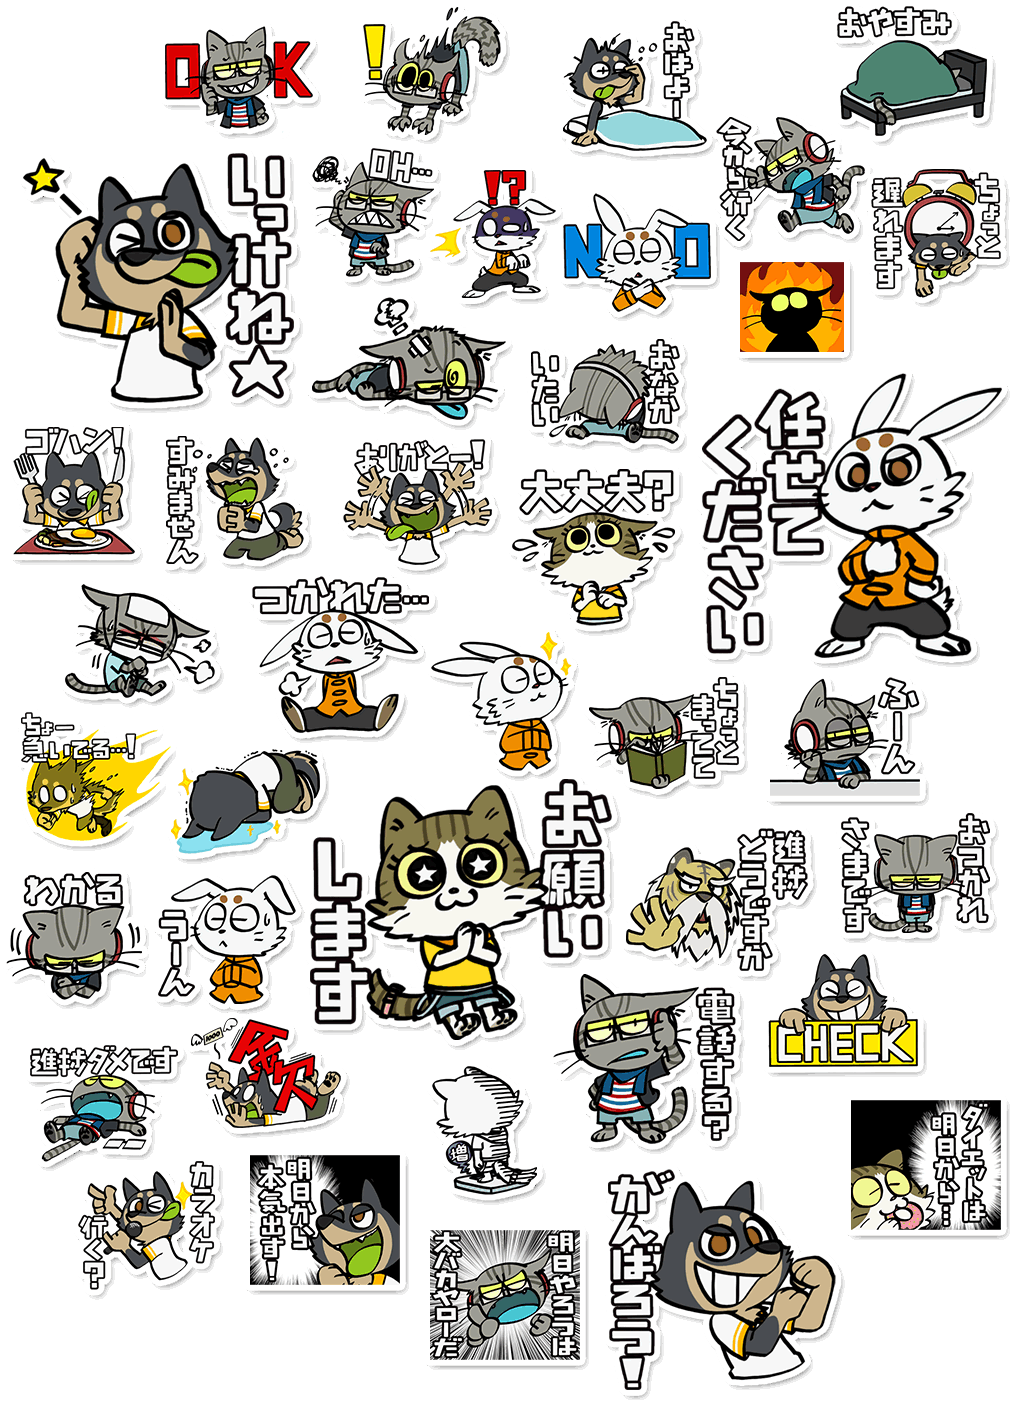 OK
!
おはよー
おやすみ
いっけね☆
OH…
!?
NO
今から行く
ちょっと
遅れます
おなか
いたい
任せて
ください
ゴハン!
すみません
ありがとー!
大丈夫?
つかれた…
ちょっと
まってて
ふーん
ちょー
急いでる…!
お願い
します
進捗
どうですか
おつかれ
さまです
わかる
うーん
電話する?
CHECK
進捗ダメです
1000
金欠
増
ダイエットは
明日から…
カラオケ
行く?
明日から
本気出す!
明日やろうは
大バカヤローだ
がんばろう!